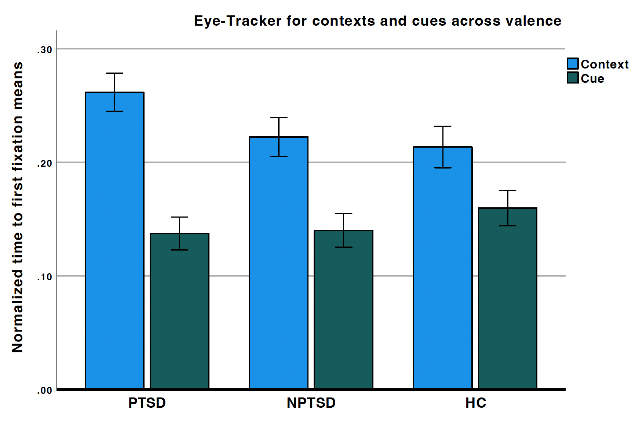 Eye-Tracker for contexts and cues across valence
Normalized time to first fixation means
.30
.20
.10
.00
PTSD
NPTSD
HC
Context
Cue